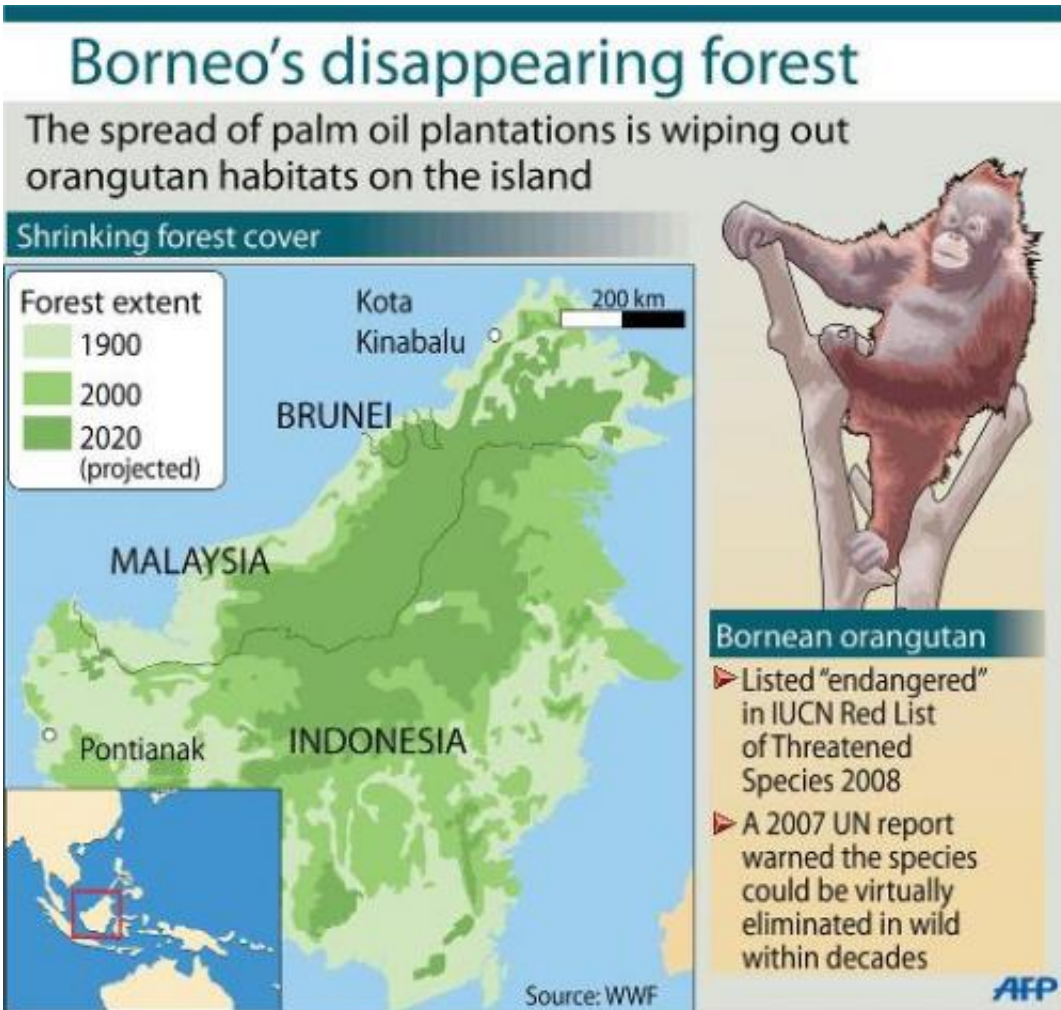 Borneo's disappearing forest
The spread of palm oil plantations is wiping out
orangutan habitats on the island
Shrinking forest cover
Forest extent
1900
2000
2020
(projected)
Kota
Kinabalu
200 km
BRUNEI
MALAYSIA
INDONESIA
Pontianak
Source: WWF
Bornean orangutan
Listed "endangered"
in IUCN Red List
of Threatened
Species 2008
A 2007 UN report
warned the species
could be virtually
eliminated in wild
within decades
AFP